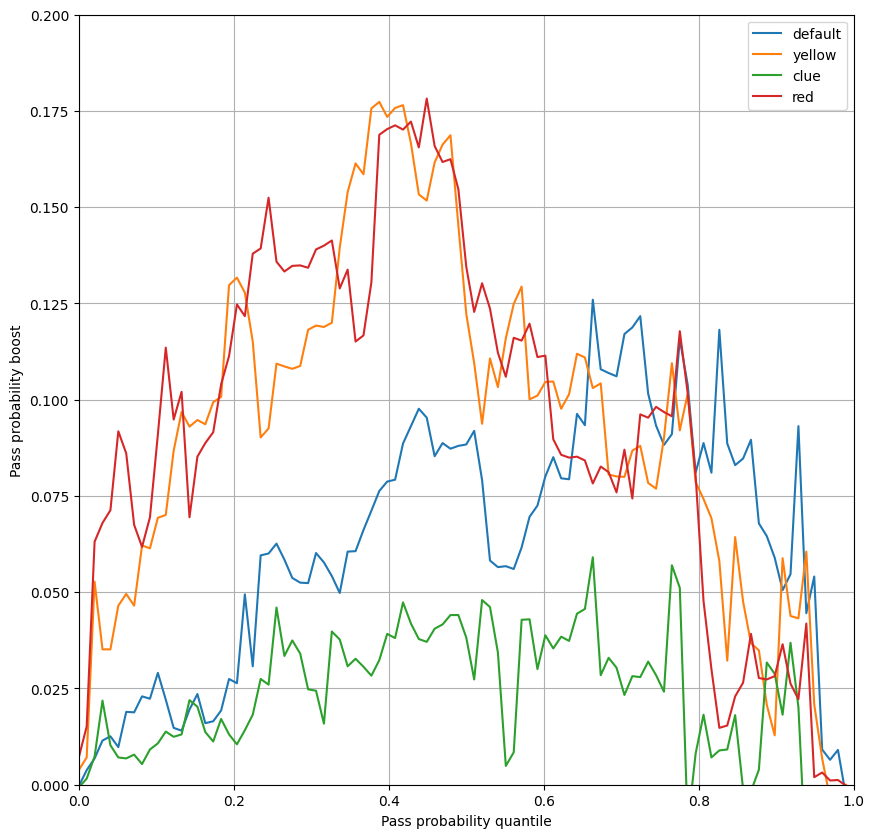 0.200
0.175
0.150
0.125
0.100
0.075
0.050
0.025
0.000
Pass probability boost
default
yellow
clue
red
0.0 0.2 0.4 0.6 0.8 1.0
Pass probability quantile